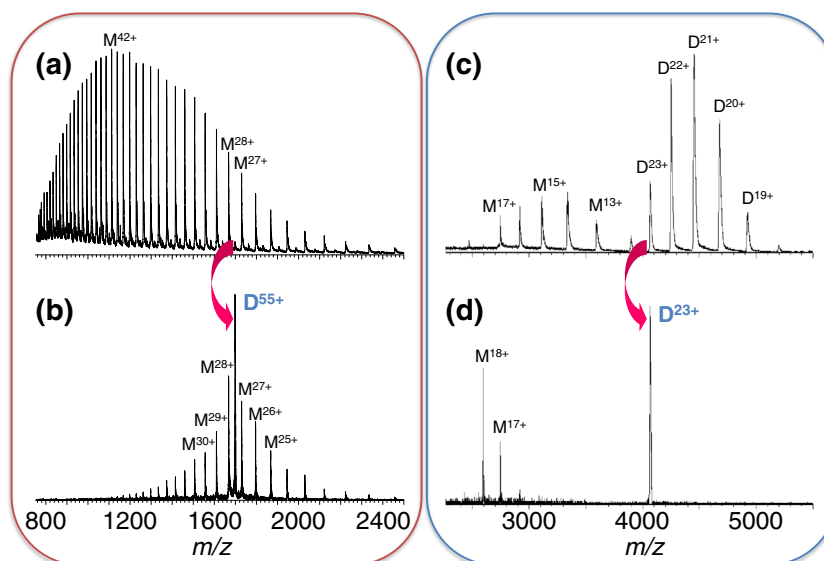 (a)
M⁴²⁺
M²⁸⁺
M²⁷⁺
(b)
D⁵⁵⁺
M²⁸⁺
M²⁷⁺
M²⁹⁺
M²⁶⁺
M³⁰⁺
M²⁵⁺
800 1200 1600 2000 2400
m/z
(c)
D²¹⁺
D²²⁺
D²⁰⁺
D²³⁺
M¹⁷⁺
M¹⁵⁺
M¹³⁺
D¹⁹⁺
(d)
D²³⁺
M¹⁸⁺
M¹⁷⁺
3000 4000 5000
m/z